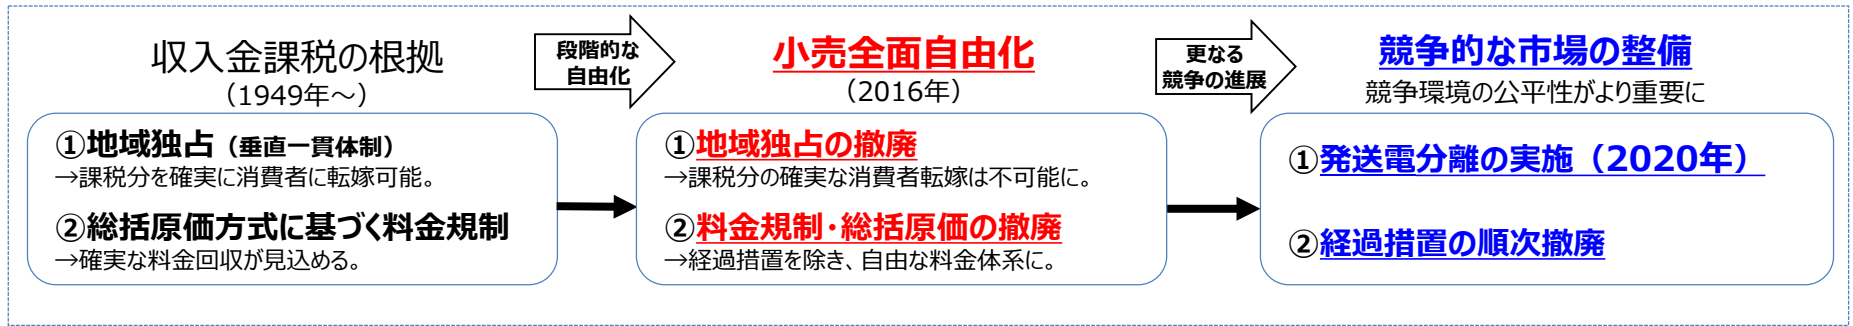 収入金課税の根拠
（1949年～）
①地域独占（垂直一貫体制）
→課税分を確実に消費者に転嫁可能。
②総括原価方式に基づく料金規制
→確実な料金回収が見込める。
段階的な
自由化
小売全面自由化
（2016年）
①地域独占の撤廃
→課税分の確実な消費者転嫁は不可能に。
②料金規制・総括原価の撤廃
→経過措置を除き、自由な料金体系に。
更なる
競争の進展
競争的な市場の整備
競争環境の公平性がより重要に
①発送電分離の実施（2020年）
②経過措置の順次撤廃